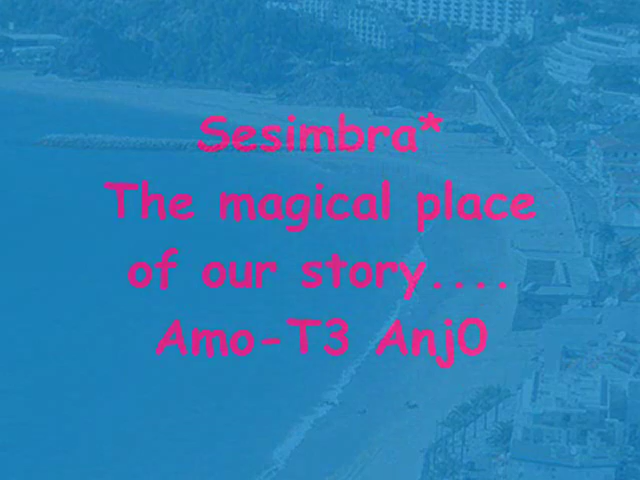 Sesimbra*
The magical place
of our story....
Amo-T3 Anj0